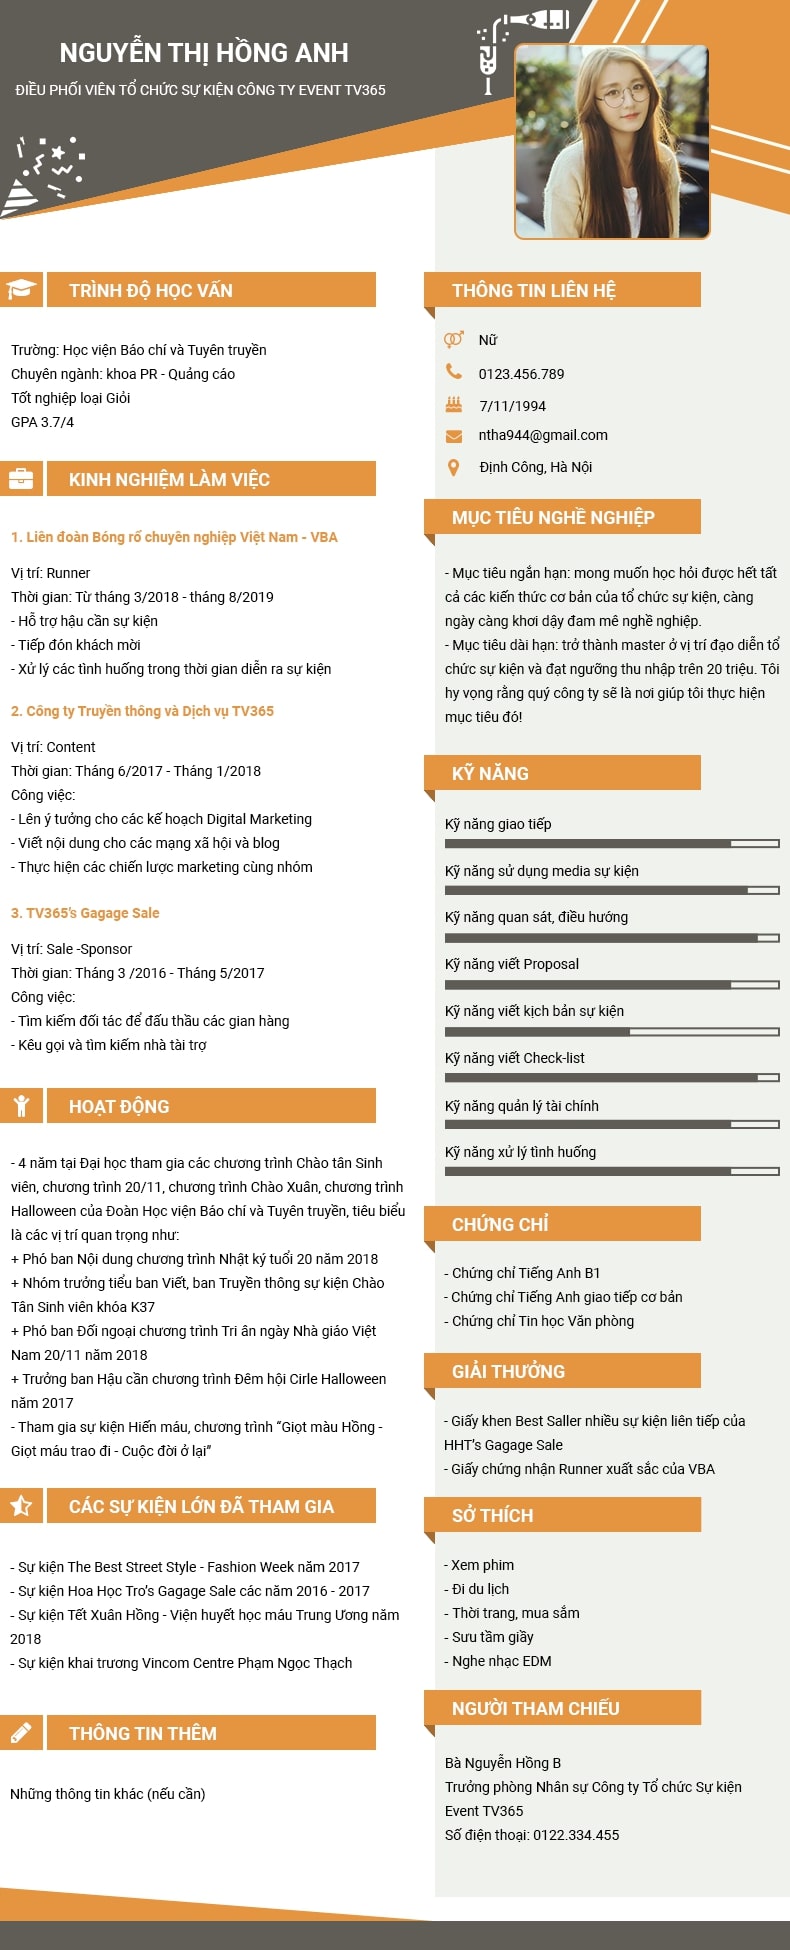 NGUYỄN THỊ HỒNG ANH
ĐIỀU PHỐI VIÊN TỔ CHỨC SỰ KIỆN CÔNG TY EVENT TV365
TRÌNH ĐỘ HỌC VẤN
Trường: Học viện Báo chí và Tuyên truyền
Chuyên ngành: khoa PR - Quảng cáo
Tốt nghiệp loại Giỏi
GPA 3.7/4
KINH NGHIỆM LÀM VIỆC
1. Liên đoàn Bóng rổ chuyên nghiệp Việt Nam - VBA
Vị trí: Runner
Thời gian: Từ tháng 3/2018 - tháng 8/2019
- Hỗ trợ hậu cần sự kiện
- Tiếp đón khách mời
- Xử lý các tình huống trong thời gian diễn ra sự kiện
2. Công ty Truyền thông và Dịch vụ TV365
Vị trí: Content
Thời gian: Tháng 6/2017 - Tháng 1/2018
Công việc:
- Lên ý tưởng cho các kế hoạch Digital Marketing
- Viết nội dung cho các mạng xã hội và blog
- Thực hiện các chiến lược marketing cùng nhóm
3. TV365's Gagage Sale
Vị trí: Sale -Sponsor
Thời gian: Tháng 3 /2016 - Tháng 5/2017
Công việc:
- Tìm kiếm đối tác để đấu thầu các gian hàng
- Kêu gọi và tìm kiếm nhà tài trợ
HOẠT ĐỘNG
- 4 năm tại Đại học tham gia các chương trình Chào tân Sinh
viên, chương trình 20/11, chương trình Chào Xuân, chương trình
Halloween của Đoàn Học viện Báo chí và Tuyên truyền, tiêu biểu
là các vị trí quan trọng như:
+ Phó ban Nội dung chương trình Nhật ký tuổi 20 năm 2018
+ Nhóm trưởng tiểu ban Viết, ban Truyền thông sự kiện Chào
Tân Sinh viên khóa K37
+ Phó ban Đối ngoại chương trình Tri ân ngày Nhà giáo Việt
Nam 20/11 năm 2018
+ Trưởng ban Hậu cần chương trình Đêm hội Cirle Halloween
năm 2017
- Tham gia sự kiện Hiến máu, chương trình “Giọt màu Hồng -
Giọt máu trao đi - Cuộc đời ở lại”
CÁC SỰ KIỆN LỚN ĐÃ THAM GIA
- Sự kiện The Best Street Style - Fashion Week năm 2017
- Sự kiện Hoa Học Tro's Gagage Sale các năm 2016 - 2017
- Sự kiện Tết Xuân Hồng - Viện huyết học máu Trung Ương năm
2018
- Sự kiện khai trương Vincom Centre Phạm Ngọc Thạch
THÔNG TIN THÊM
Những thông tin khác (nếu cần)
THÔNG TIN LIÊN HỆ
Nữ
0123.456.789
7/11/1994
ntha944@gmail.com
Định Công, Hà Nội
MỤC TIÊU NGHỀ NGHIỆP
- Mục tiêu ngắn hạn: mong muốn học hỏi được hết tất
cả các kiến thức cơ bản của tổ chức sự kiện, càng
ngày càng khơi dậy đam mê nghề nghiệp.
- Mục tiêu dài hạn: trở thành master ở vị trí đạo diễn tổ
chức sự kiện và đạt ngưỡng thu nhập trên 20 triệu. Tôi
hy vọng rằng quý công ty sẽ là nơi giúp tôi thực hiện
mục tiêu đó!
KỸ NĂNG
Kỹ năng giao tiếp
Kỹ năng sử dụng media sự kiện
Kỹ năng quan sát, điều hướng
Kỹ năng viết Proposal
Kỹ năng viết kịch bản sự kiện
Kỹ năng viết Check-list
Kỹ năng quản lý tài chính
Kỹ năng xử lý tình huống
CHỨNG CHỈ
- Chứng chỉ Tiếng Anh B1
- Chứng chỉ Tiếng Anh giao tiếp cơ bản
- Chứng chỉ Tin học Văn phòng
GIẢI THƯỞNG
- Giấy khen Best Saller nhiều sự kiện liên tiếp của
HHT's Gagage Sale
- Giấy chứng nhận Runner xuất sắc của VBA
SỞ THÍCH
- Xem phim
- Đi du lịch
- Thời trang, mua sắm
- Sưu tầm giầy
- Nghe nhạc EDM
NGƯỜI THAM CHIẾU
Bà Nguyễn Hồng B
Trưởng phòng Nhân sự Công ty Tổ chức Sự kiện
Event TV365
Số điện thoại: 0122.334.455